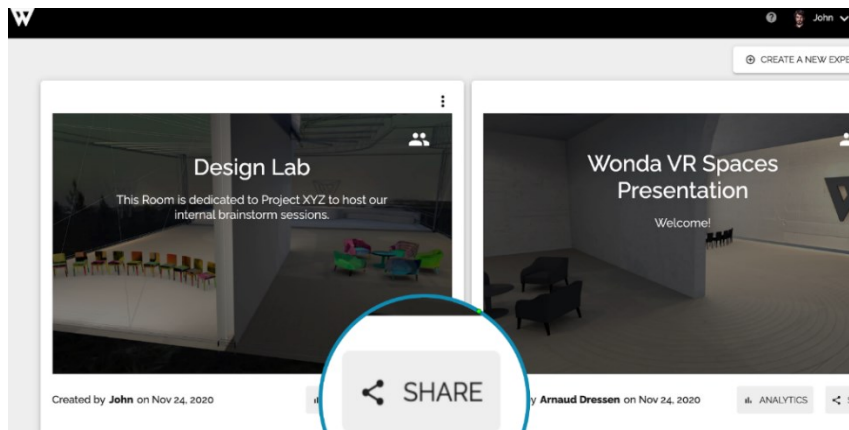 W
John
CREATE A NEW EXPE
Design Lab
This Room is dedicated to Project XYZ to host our
internal brainstorm sessions.
Wonda VR Spaces
Presentation
Welcome!
Created by John on Nov 24, 2020
SHARE
y Arnaud Dressen on Nov 24, 2020
ANALYTICS